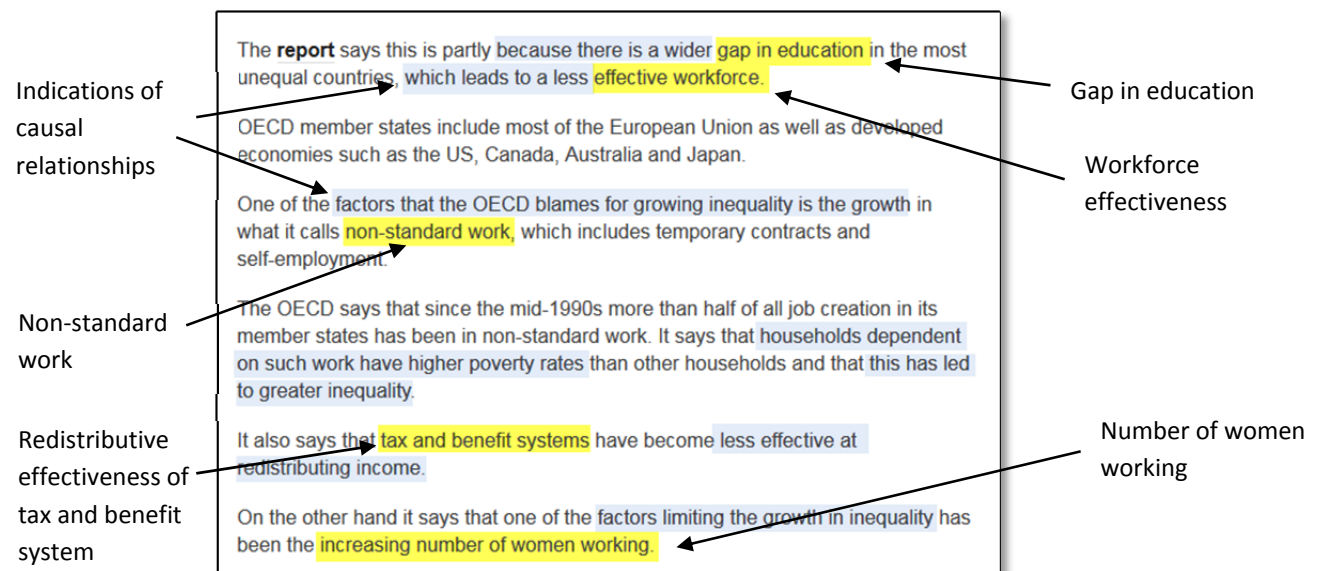 The report says this is partly because there is a wider gap in education in the most
unequal countries, which leads to a less effective workforce.
OECD member states include most of the European Union as well as developed
economies such as the US, Canada, Australia and Japan.
One of the factors that the OECD blames for growing inequality is the growth in
what it calls non-standard work, which includes temporary contracts and
self-employment.
The OECD says that since the mid-1990s more than half of all job creation in its
member states has been in non-standard work. It says that households dependent
on such work have higher poverty rates than other households and that this has led
to greater inequality.
It also says that tax and benefit systems have become less effective at
redistributing income.
On the other hand it says that one of the factors limiting the growth in inequality has
been the increasing number of women working.
Indications of
causal
relationships
Non-standard
work
Redistributive
effectiveness of
tax and benefit
system
Gap in education
Workforce
effectiveness
Number of women
working